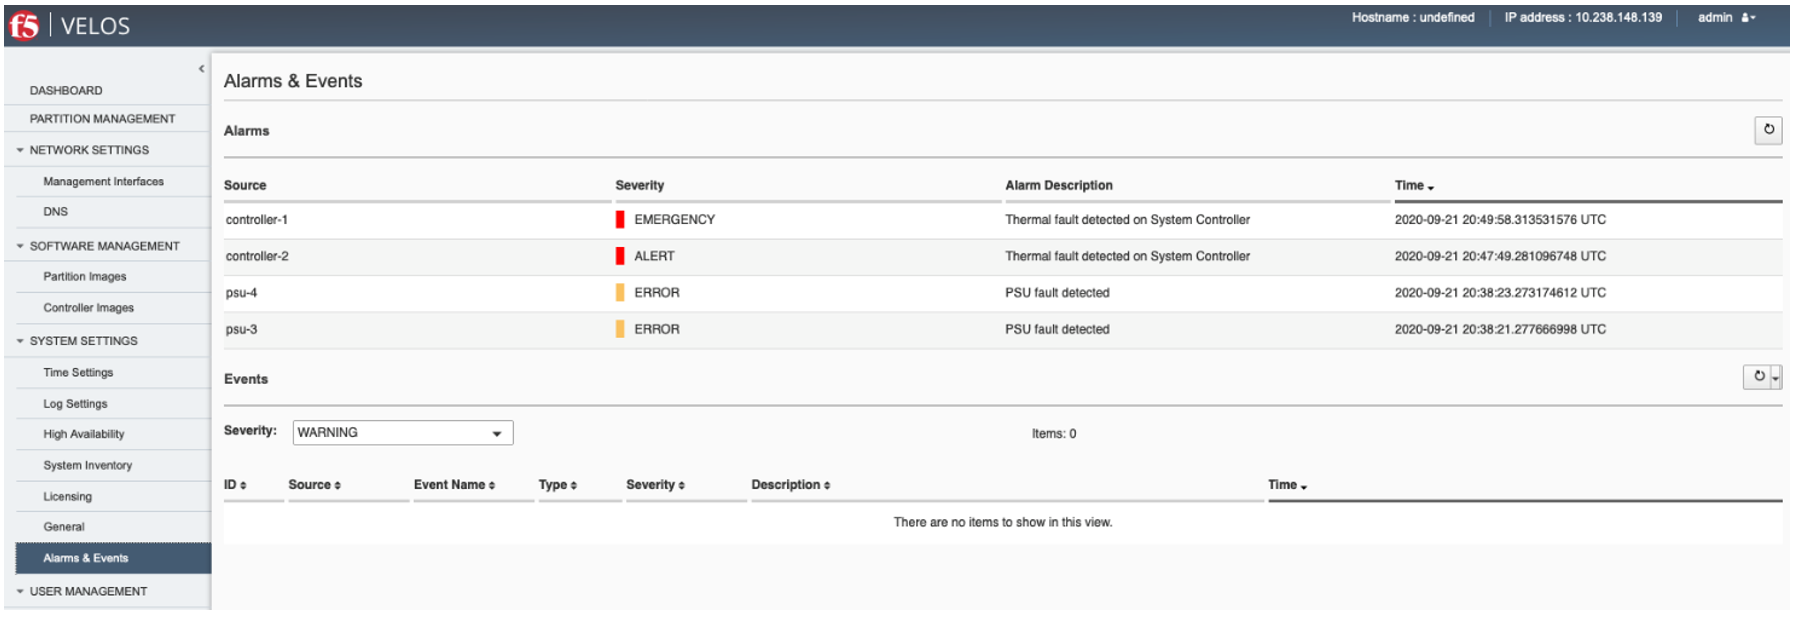 f5 VELOS Hostname : undefined IP address : 10.238.148.139 admin
DASHBOARD
PARTITION MANAGEMENT
NETWORK SETTINGS
Management Interfaces
DNS
SOFTWARE MANAGEMENT
Partition Images
Controller Images
SYSTEM SETTINGS
Time Settings
Log Settings
High Availability
System Inventory
Licensing
General
Alarms & Events
USER MANAGEMENT
Alarms & Events
Alarms
Source Severity Alarm Description Time
controller-1 EMERGENCY Thermal fault detected on System Controller 2020-09-21 20:49:58.313531576 UTC
controller-2 ALERT Thermal fault detected on System Controller 2020-09-21 20:47:49.281096748 UTC
psu-4 ERROR PSU fault detected 2020-09-21 20:38:23.273174612 UTC
psu-3 ERROR PSU fault detected 2020-09-21 20:38:21.277666998 UTC
Events
Severity: WARNING Items: 0
ID Source Event Name Type Severity Description Time
There are no items to show in this view.